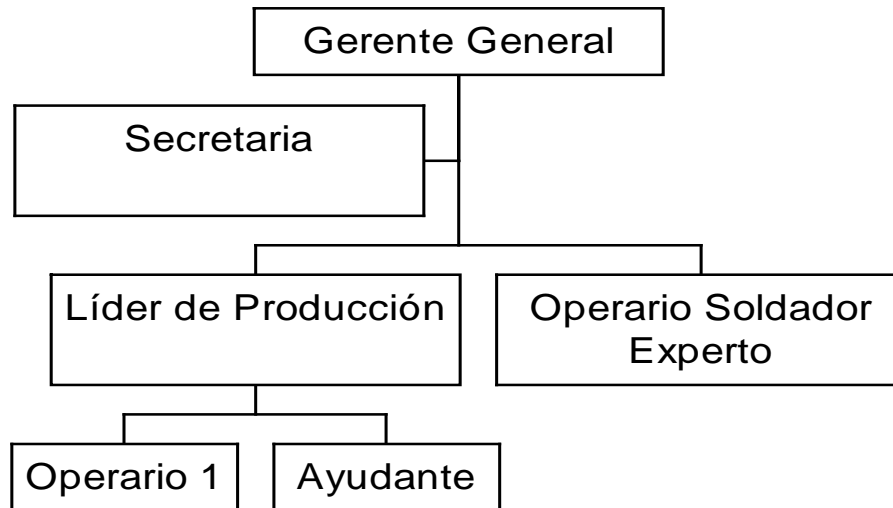 Gerente General
Secretaria
Líder de Producción
Operario Soldador
Experto
Operario 1
Ayudante